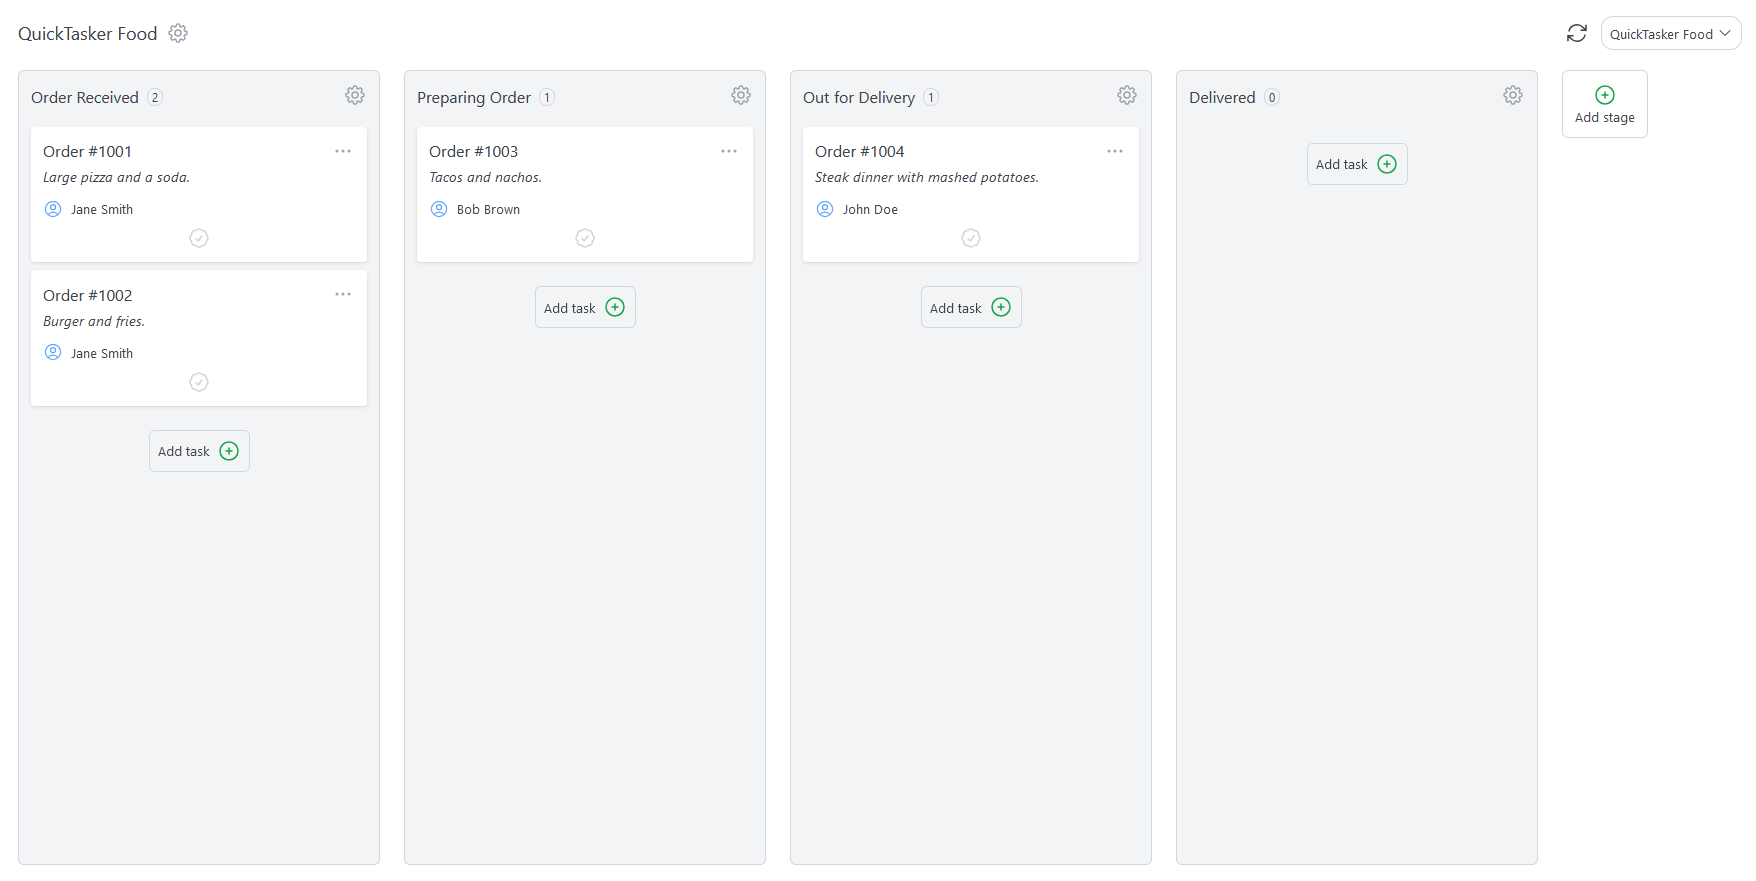 QuickTasker Food
QuickTasker Food
Order Received 2
Order #1001
Large pizza and a soda.
Jane Smith
Order #1002
Burger and fries.
Jane Smith
Add task
Preparing Order 1
Order #1003
Tacos and nachos.
Bob Brown
Add task
Out for Delivery 1
Order #1004
Steak dinner with mashed potatoes.
John Doe
Add task
Delivered 0
Add task
Add stage